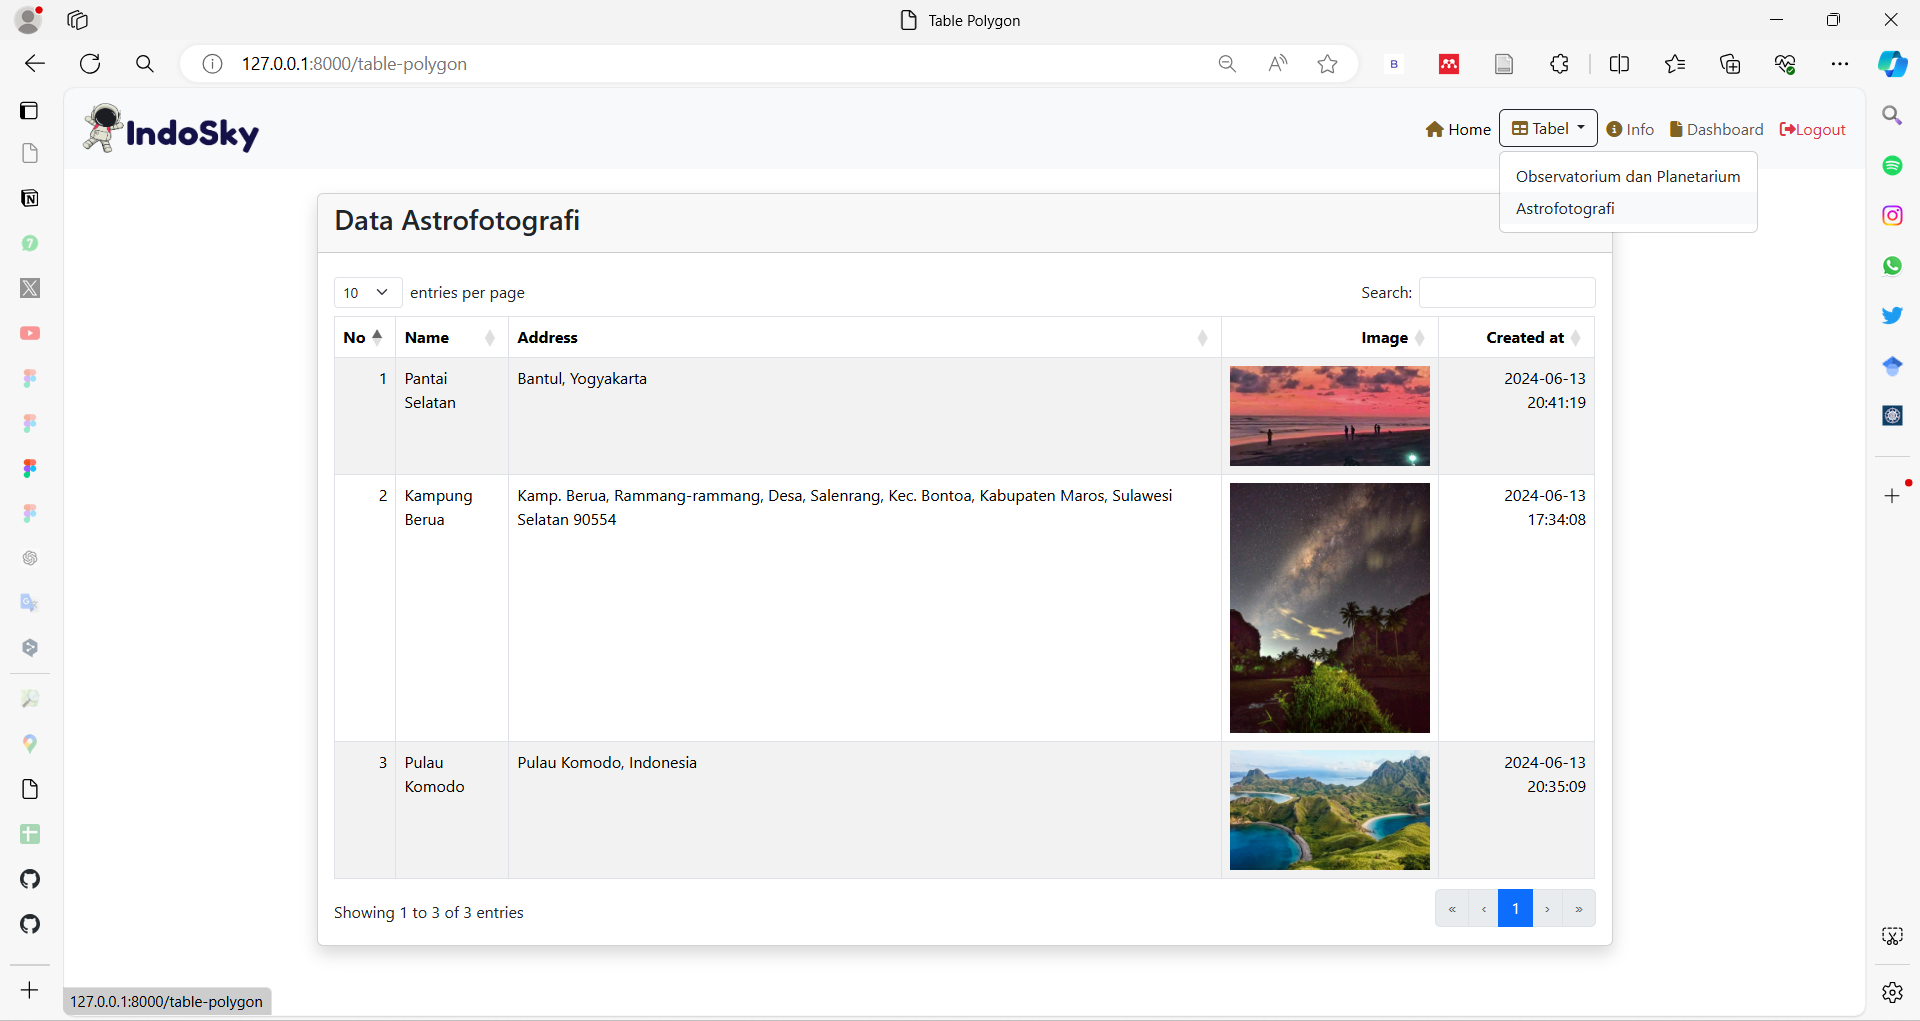 Table Polygon
127.0.0.1:8000/table-polygon
B
IndoSky
Home
Tabel
Info
Dashboard
Logout
Observatorium dan Planetarium
Astrofotografi
Data Astrofotografi
10 entries per page
Search:
No Name Address Image Created at
1 Pantai Selatan Bantul, Yogyakarta 2024-06-13 20:41:19
2 Kampung Berua Kamp. Berua, Rammang-rammang, Desa, Salenrang, Kec. Bontoa, Kabupaten Maros, Sulawesi
Selatan 90554 2024-06-13 17:34:08
3 Pulau Komodo Pulau Komodo, Indonesia 2024-06-13 20:35:09
Showing 1 to 3 of 3 entries
« ‹ 1 › »
127.0.0.1:8000/table-polygon